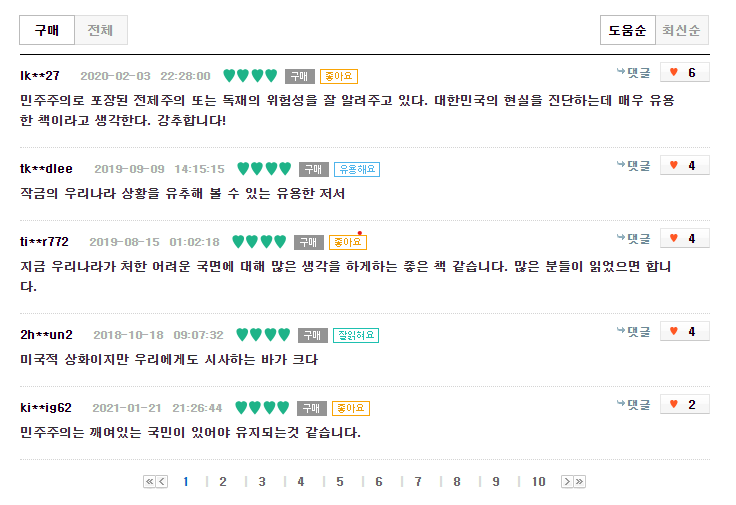 구매 전체 도움순 최신순
lk**27 2020-02-03 22:28:00 구매 좋아요 댓글 6
민주주의로 포장된 전제주의 또는 독재의 위험성을 잘 알려주고 있다. 대한민국의 현실을 진단하는데 매우 유용
한 책이라고 생각한다. 강추합니다!
tk**dlee 2019-09-09 14:15:15 구매 유용해요 댓글 4
작금의 우리나라 상황을 유추해 볼 수 있는 유용한 저서
ti**r772 2019-08-15 01:02:18 구매 좋아요 댓글 4
지금 우리나라가 처한 어려운 국면에 대해 많은 생각을 하게하는 좋은 책 같습니다. 많은 분들이 읽었으면 합니
다.
2h**un2 2018-10-18 09:07:32 구매 잘읽혀요 댓글 4
미국적 상화이지만 우리에게도 시사하는 바가 크다
ki**ig62 2021-01-21 21:26:44 구매 좋아요 댓글 2
민주주의는 깨여있는 국민이 있어야 유지되는것 같습니다.
1 2 3 4 5 6 7 8 9 10